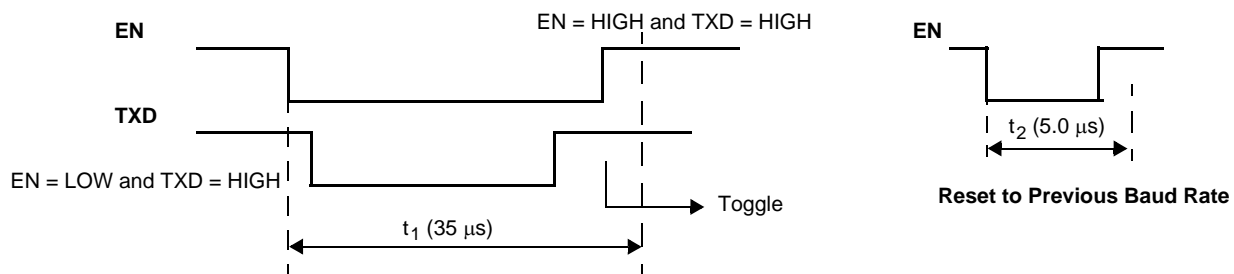 EN = HIGH and TXD = HIGH
EN
EN
TXD
t2 (5.0 μs)
EN = LOW and TXD = HIGH
Reset to Previous Baud Rate
Toggle
t1 (35 μs)